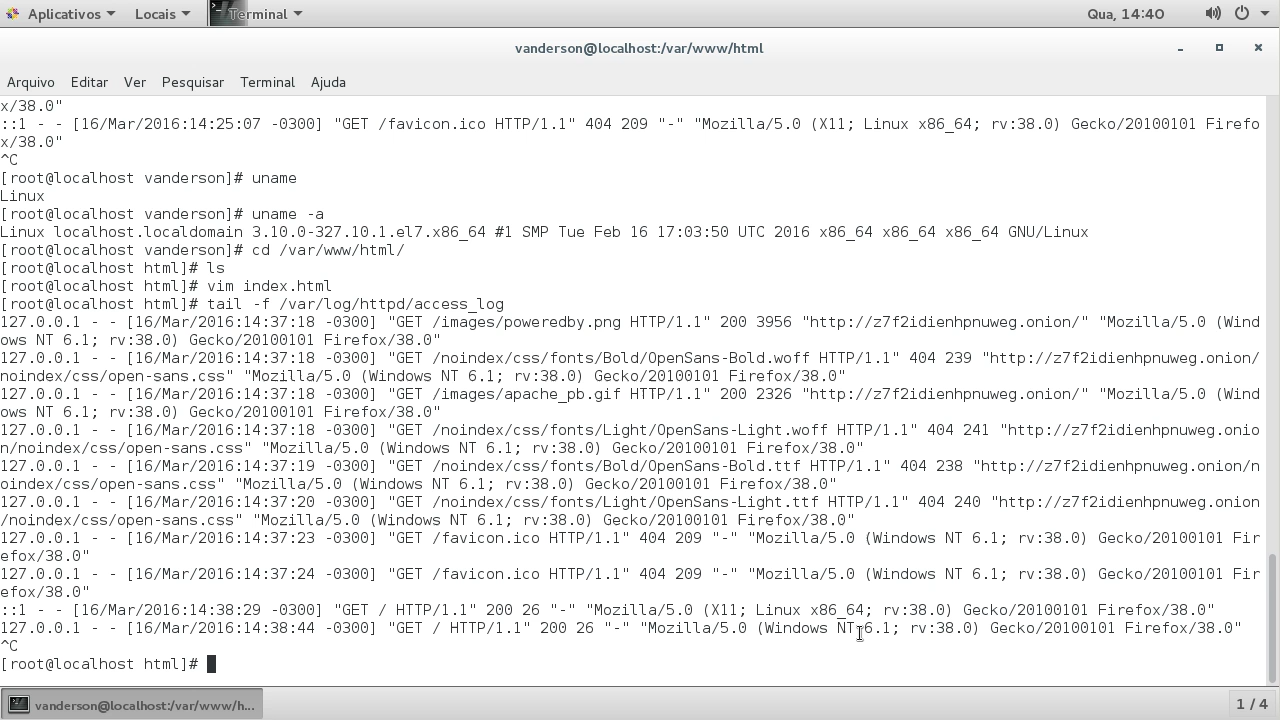 Aplicativos Locais Terminal Qua, 14:40
vanderson@localhost:/var/www/html
Arquivo Editar Ver Pesquisar Terminal Ajuda
x/38.0"
::1 - - [16/Mar/2016:14:25:07 -0300] "GET /favicon.ico HTTP/1.1" 404 209 "-" "Mozilla/5.0 (X11; Linux x86_64; rv:38.0) Gecko/20100101 Firefo
x/38.0"
^C
[root@localhost vanderson]# uname
Linux
[root@localhost vanderson]# uname -a
Linux localhost.localdomain 3.10.0-327.10.1.el7.x86_64 #1 SMP Tue Feb 16 17:03:50 UTC 2016 x86_64 x86_64 x86_64 GNU/Linux
[root@localhost vanderson]# cd /var/www/html/
[root@localhost html]# ls
[root@localhost html]# vim index.html
[root@localhost html]# tail -f /var/log/httpd/access_log
127.0.0.1 - - [16/Mar/2016:14:37:18 -0300] "GET /images/poweredby.png HTTP/1.1" 200 3956 "http://z7f2idienhpnuweg.onion/" "Mozilla/5.0 (Wind
ows NT 6.1; rv:38.0) Gecko/20100101 Firefox/38.0"
127.0.0.1 - - [16/Mar/2016:14:37:18 -0300] "GET /noindex/css/fonts/Bold/OpenSans-Bold.woff HTTP/1.1" 404 239 "http://z7f2idienhpnuweg.onion/
noindex/css/open-sans.css" "Mozilla/5.0 (Windows NT 6.1; rv:38.0) Gecko/20100101 Firefox/38.0"
127.0.0.1 - - [16/Mar/2016:14:37:18 -0300] "GET /images/apache_pb.gif HTTP/1.1" 200 2326 "http://z7f2idienhpnuweg.onion/" "Mozilla/5.0 (Wind
ows NT 6.1; rv:38.0) Gecko/20100101 Firefox/38.0"
127.0.0.1 - - [16/Mar/2016:14:37:18 -0300] "GET /noindex/css/fonts/Light/OpenSans-Light.woff HTTP/1.1" 404 241 "http://z7f2idienhpnuweg.onio
n/noindex/css/open-sans.css" "Mozilla/5.0 (Windows NT 6.1; rv:38.0) Gecko/20100101 Firefox/38.0"
127.0.0.1 - - [16/Mar/2016:14:37:19 -0300] "GET /noindex/css/fonts/Bold/OpenSans-Bold.ttf HTTP/1.1" 404 238 "http://z7f2idienhpnuweg.onion/n
oindex/css/open-sans.css" "Mozilla/5.0 (Windows NT 6.1; rv:38.0) Gecko/20100101 Firefox/38.0"
127.0.0.1 - - [16/Mar/2016:14:37:20 -0300] "GET /noindex/css/fonts/Light/OpenSans-Light.ttf HTTP/1.1" 404 240 "http://z7f2idienhpnuweg.onion
/noindex/css/open-sans.css" "Mozilla/5.0 (Windows NT 6.1; rv:38.0) Gecko/20100101 Firefox/38.0"
127.0.0.1 - - [16/Mar/2016:14:37:23 -0300] "GET /favicon.ico HTTP/1.1" 404 209 "-" "Mozilla/5.0 (Windows NT 6.1; rv:38.0) Gecko/20100101 Fir
efox/38.0"
127.0.0.1 - - [16/Mar/2016:14:37:24 -0300] "GET /favicon.ico HTTP/1.1" 404 209 "-" "Mozilla/5.0 (Windows NT 6.1; rv:38.0) Gecko/20100101 Fir
efox/38.0"
::1 - - [16/Mar/2016:14:38:29 -0300] "GET / HTTP/1.1" 200 26 "-" "Mozilla/5.0 (X11; Linux x86_64; rv:38.0) Gecko/20100101 Firefox/38.0"
127.0.0.1 - - [16/Mar/2016:14:38:44 -0300] "GET / HTTP/1.1" 200 26 "-" "Mozilla/5.0 (Windows NT 6.1; rv:38.0) Gecko/20100101 Firefox/38.0"
^C
[root@localhost html]#
vanderson@localhost:/var/www/h... 1 / 4